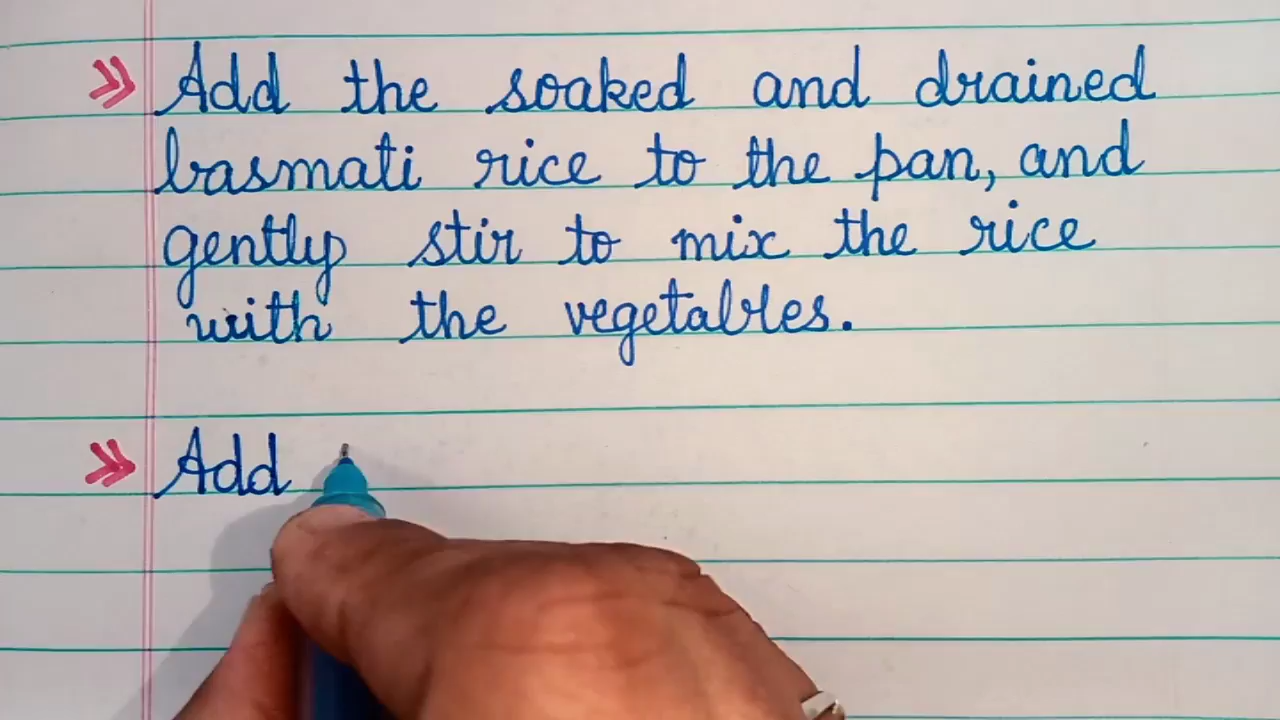 » Add the soaked and drained
basmati rice to the pan, and
gently stir to mix the rice
with the vegetables.
» Add